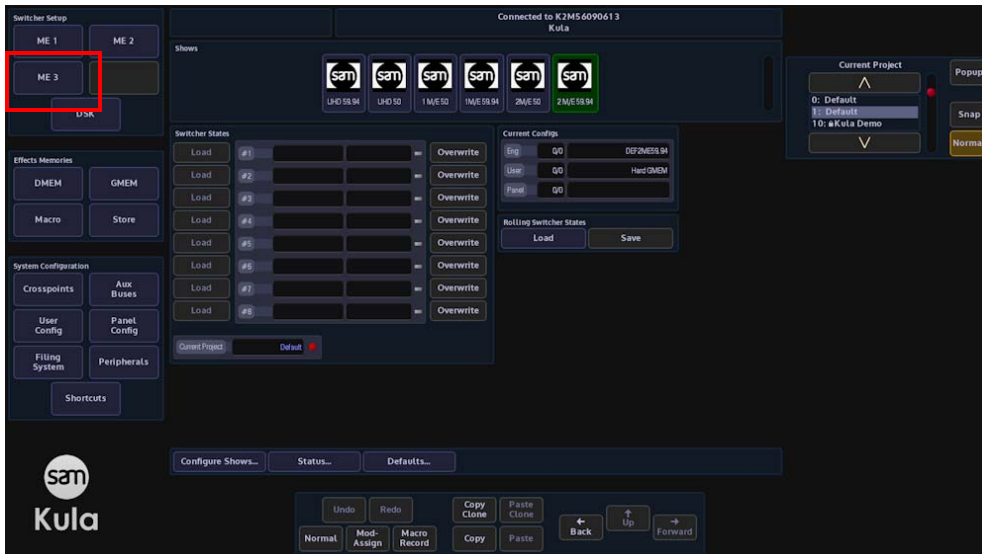 Switcher Setup
ME 1
ME 2
ME 3
DSK
Effects Memories
DMEM
GMEM
Macro
Store
System Configuration
Crosspoints
Aux
Buses
User
Config
Panel
Config
Filing
System
Peripherals
Shortcuts
sam
Kula
Connected to K2M56090613
Kula
Shows
sam
sam
sam
sam
sam
sam
UHD 59.94
UHD 50
1 M/E 50
1M/E 59.94
2M/E 50
2 M/E 59.94
Switcher States
Load #1 Overwrite
Load #2 Overwrite
Load #3 Overwrite
Load #4 Overwrite
Load #5 Overwrite
Load #6 Overwrite
Load #7 Overwrite
Load #8 Overwrite
Current Project Default
Current Configs
Eng 0/0 DEF2ME59.94
User 0/0 Hard GMEM
Panel 0/0
Rolling Switcher States
Load
Save
Current Project
0: Default
1: Default
10: Kula Demo
Popup
Snap
Norma
Configure Shows...
Status...
Defaults...
Undo
Redo
Copy
Clone
Paste
Clone
Normal
Mod-
Assign
Macro
Record
Copy
Paste
← 
Back
↑
Up
→
Forward